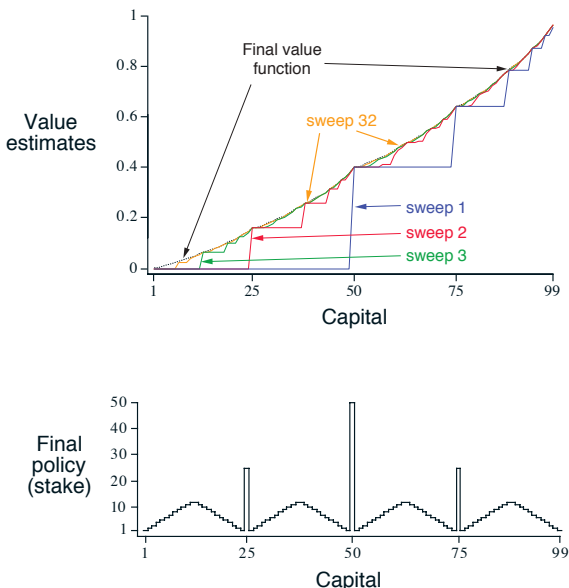 1
0.8
0.6
0.4
0.2
0
Value
estimates
Final value
function
sweep 32
sweep 1
sweep 2
sweep 3
1
25
50
75
99
Capital
50
40
30
20
10
1
Final
policy
(stake)
1
25
50
75
99
Capital